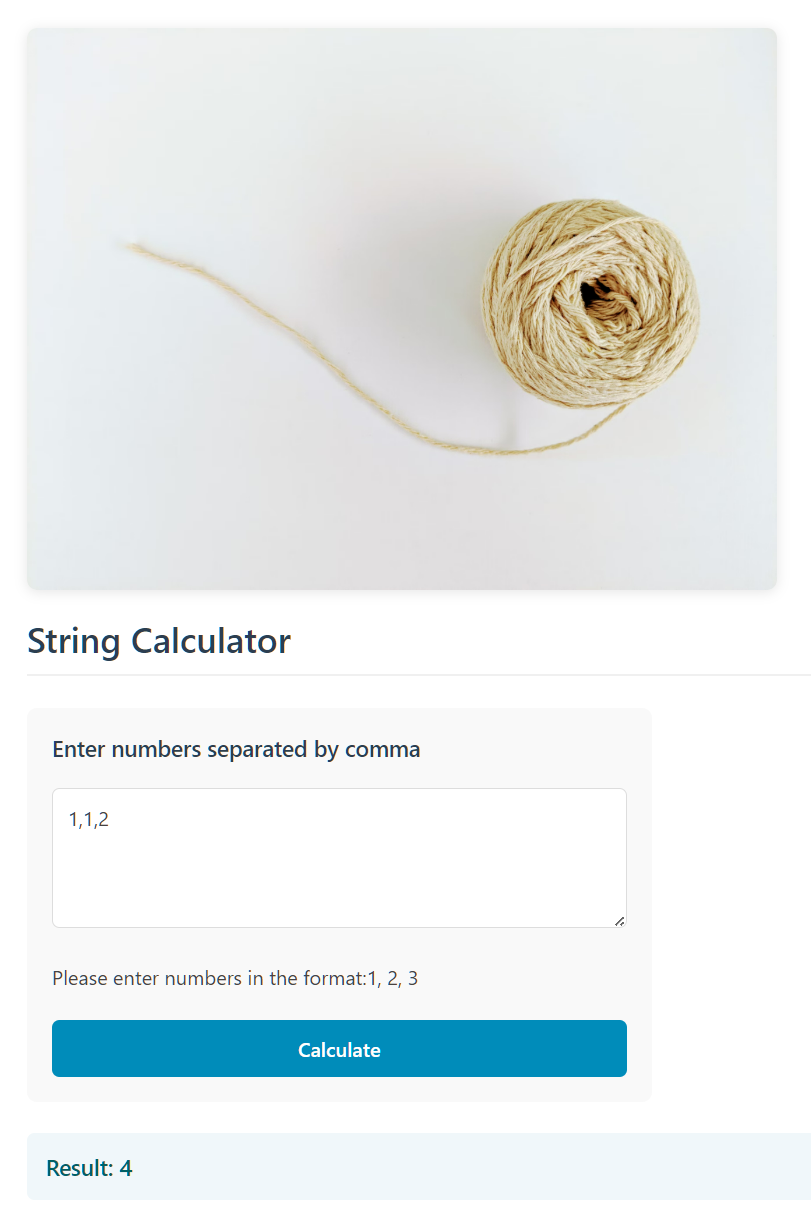 String Calculator
Enter numbers separated by comma
1,1,2
Please enter numbers in the format:1, 2, 3
Calculate
Result: 4